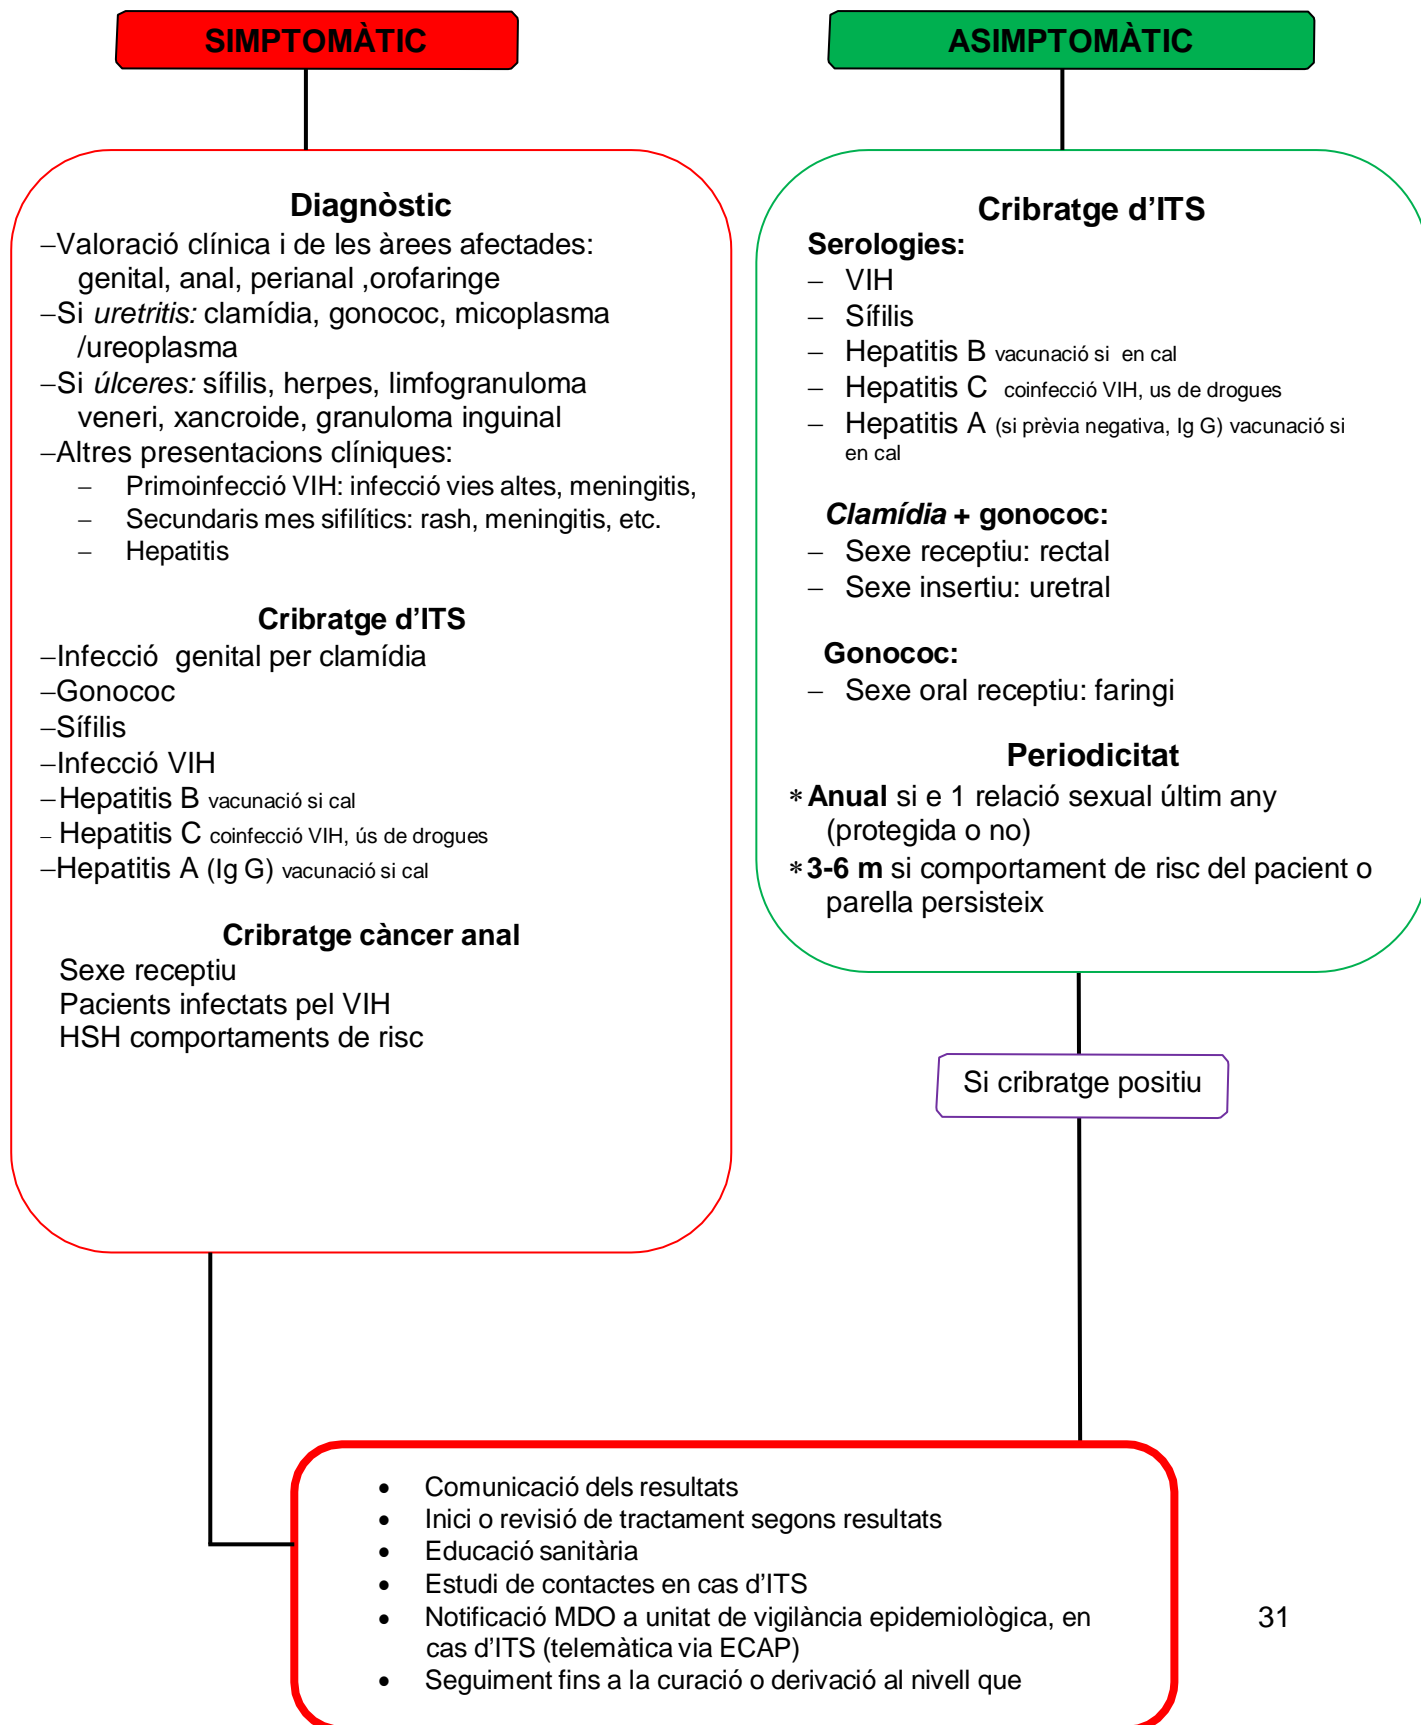 SIMPTOMÀTIC
Diagnòstic
–Valoració clínica i de les àrees afectades:
genital, anal, perianal ,orofaringe
–Si uretritis: clamídia, gonococ, micoplasma
/ureoplasma
–Si úlceres: sífilis, herpes, limfogranuloma
veneri, xancroide, granuloma inguinal
–Altres presentacions clíniques:
– Primoinfecció VIH: infecció vies altes, meningitis,
– Secundaris mes sifilítics: rash, meningitis, etc.
– Hepatitis
Cribratge d’ITS
–Infecció genital per clamídia
–Gonococ
–Sífilis
–Infecció VIH
–Hepatitis B vacunació si cal
– Hepatitis C coinfecció VIH, ús de drogues
–Hepatitis A (Ig G) vacunació si cal
Cribratge càncer anal
Sexe receptiu
Pacients infectats pel VIH
HSH comportaments de risc
ASIMPTOMÀTIC
Cribratge d’ITS
Serologies:
– VIH
– Sífilis
– Hepatitis B vacunació si en cal
– Hepatitis C coinfecció VIH, us de drogues
– Hepatitis A (si prèvia negativa, Ig G) vacunació si
en cal
Clamídia + gonococ:
– Sexe receptiu: rectal
– Sexe insertiu: uretral
Gonococ:
– Sexe oral receptiu: faringi
Periodicitat
* Anual si e 1 relació sexual últim any
(protegida o no)
* 3-6 m si comportament de risc del pacient o
parella persisteix
Si cribratge positiu
• Comunicació dels resultats
• Inici o revisió de tractament segons resultats
• Educació sanitària
• Estudi de contactes en cas d’ITS
• Notificació MDO a unitat de vigilància epidemiològica, en
cas d’ITS (telemàtica via ECAP)
• Seguiment fins a la curació o derivació al nivell que
31